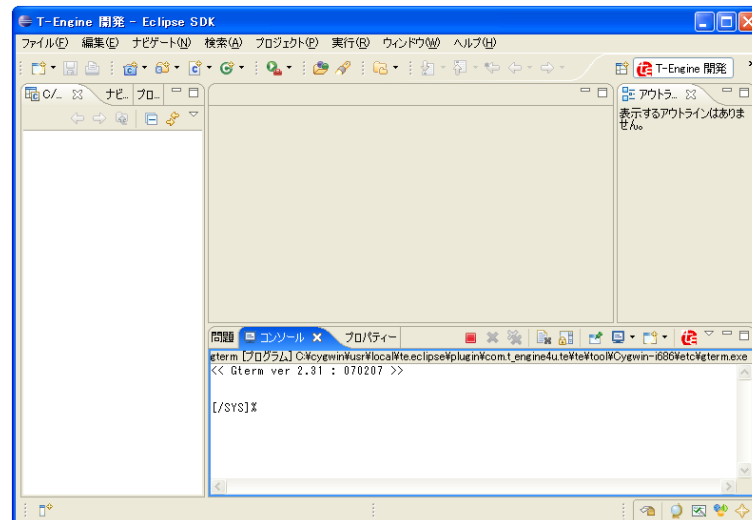 T-Engine 開発 - Eclipse SDK
ファイル(F) 編集(E) ナビゲート(N) 検索(A) プロジェクト(P) 実行(R) ウィンドウ(W) ヘルプ(H)
T-Engine 開発
C/... ナビ... プロ...
アウトラ...
表示するアウトラインはありません。
問題 コンソール プロパティー
gterm [プログラム] C:¥cygwin¥usr¥local¥te.eclipse¥plugin¥com.t_engine4u.te¥te¥tool¥Cygwin-i686¥etc¥gterm.exe
<< Gterm ver 2.31 : 070207 >>
[/SYS]%